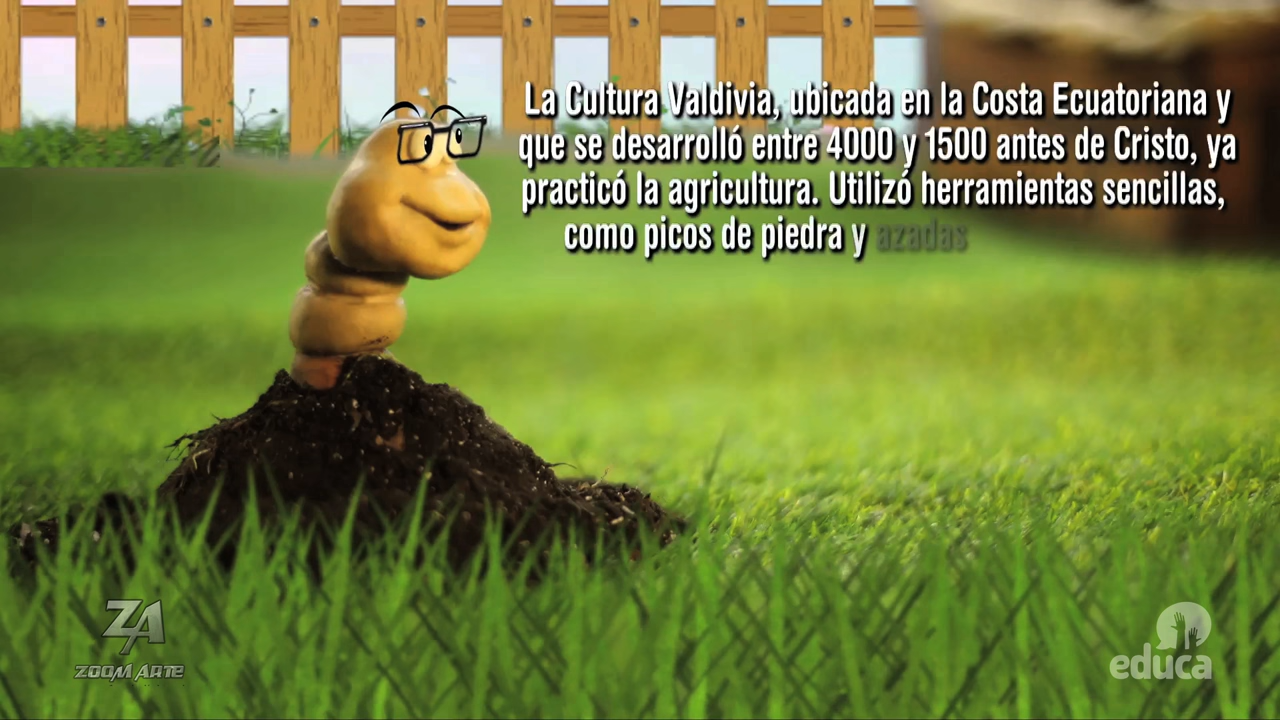 La Cultura Valdivia, ubicada en la Costa Ecuatoriana y
que se desarrolló entre 4000 y 1500 antes de Cristo, ya
practicó la agricultura. Utilizó herramientas sencillas,
como picos de piedra y azadas
ZA
ZOOM ARTE
educa